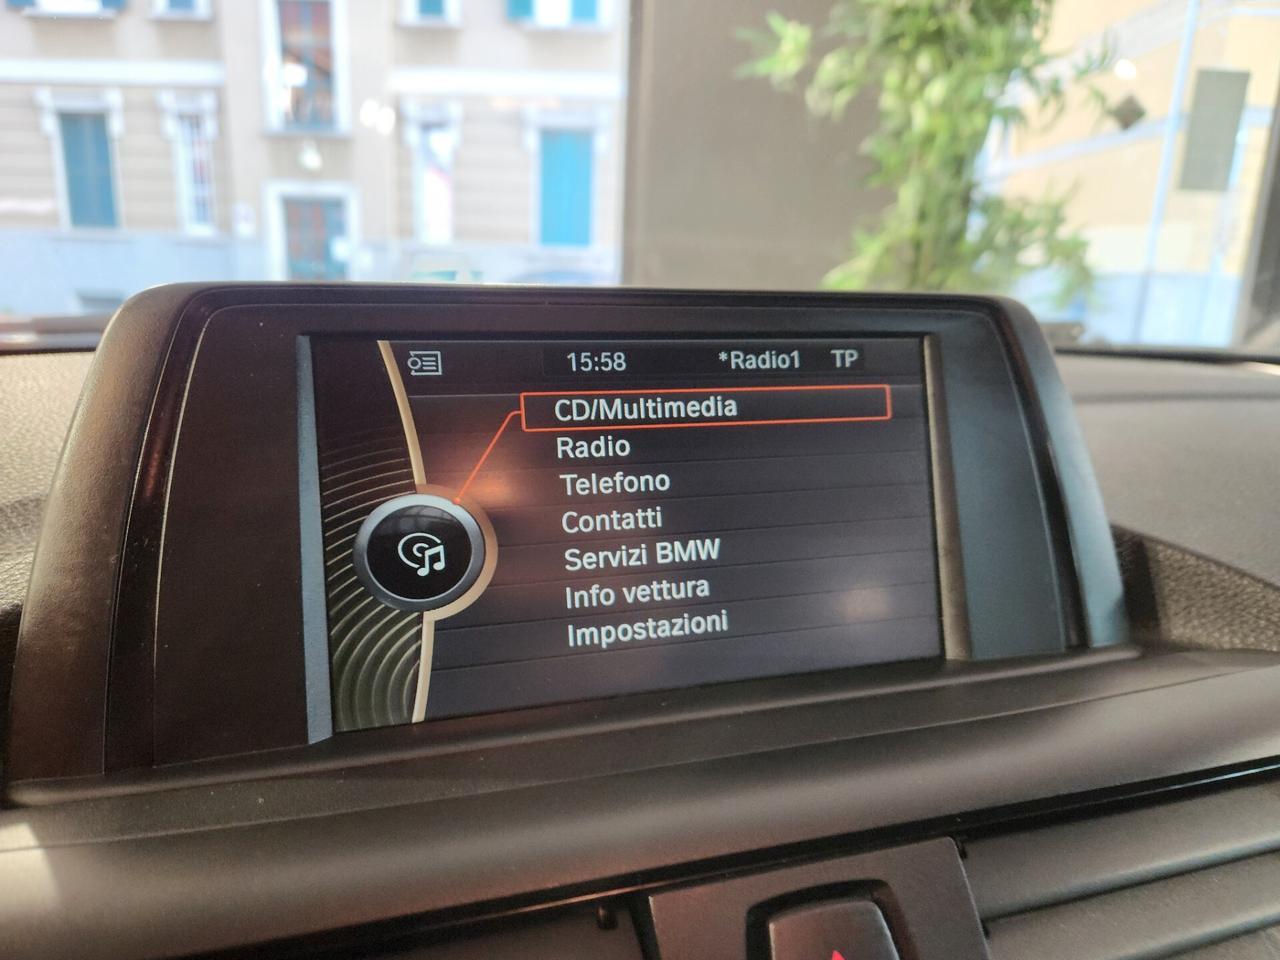 15:58 *Radio1 TP
CD/Multimedia
Radio
Telefono
Contatti
Servizi BMW
Info vettura
Impostazioni